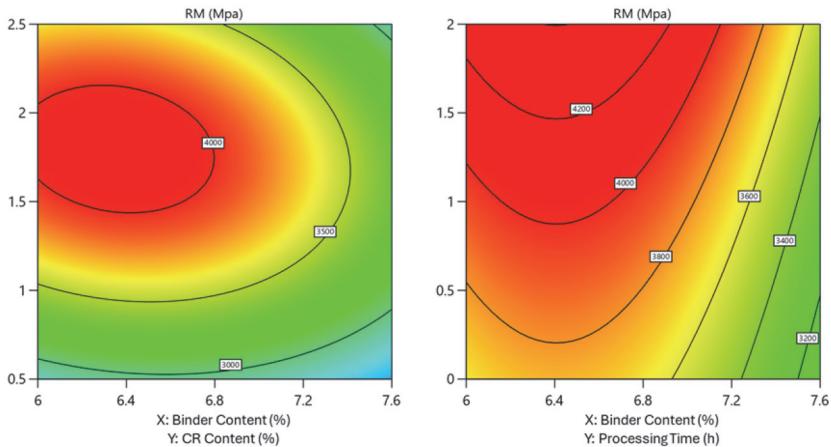 RM (Mpa)
2.5
2
1.5
1
0.5
4000
3500
3000
6 6.4 6.8 7.2 7.6
X: Binder Content (%)
Y: CR Content (%)
RM (Mpa)
2
1.5
1
0.5
0
4200
4000
3800
3600
3400
3200
6 6.4 6.8 7.2 7.6
X: Binder Content (%)
Y: Processing Time (h)